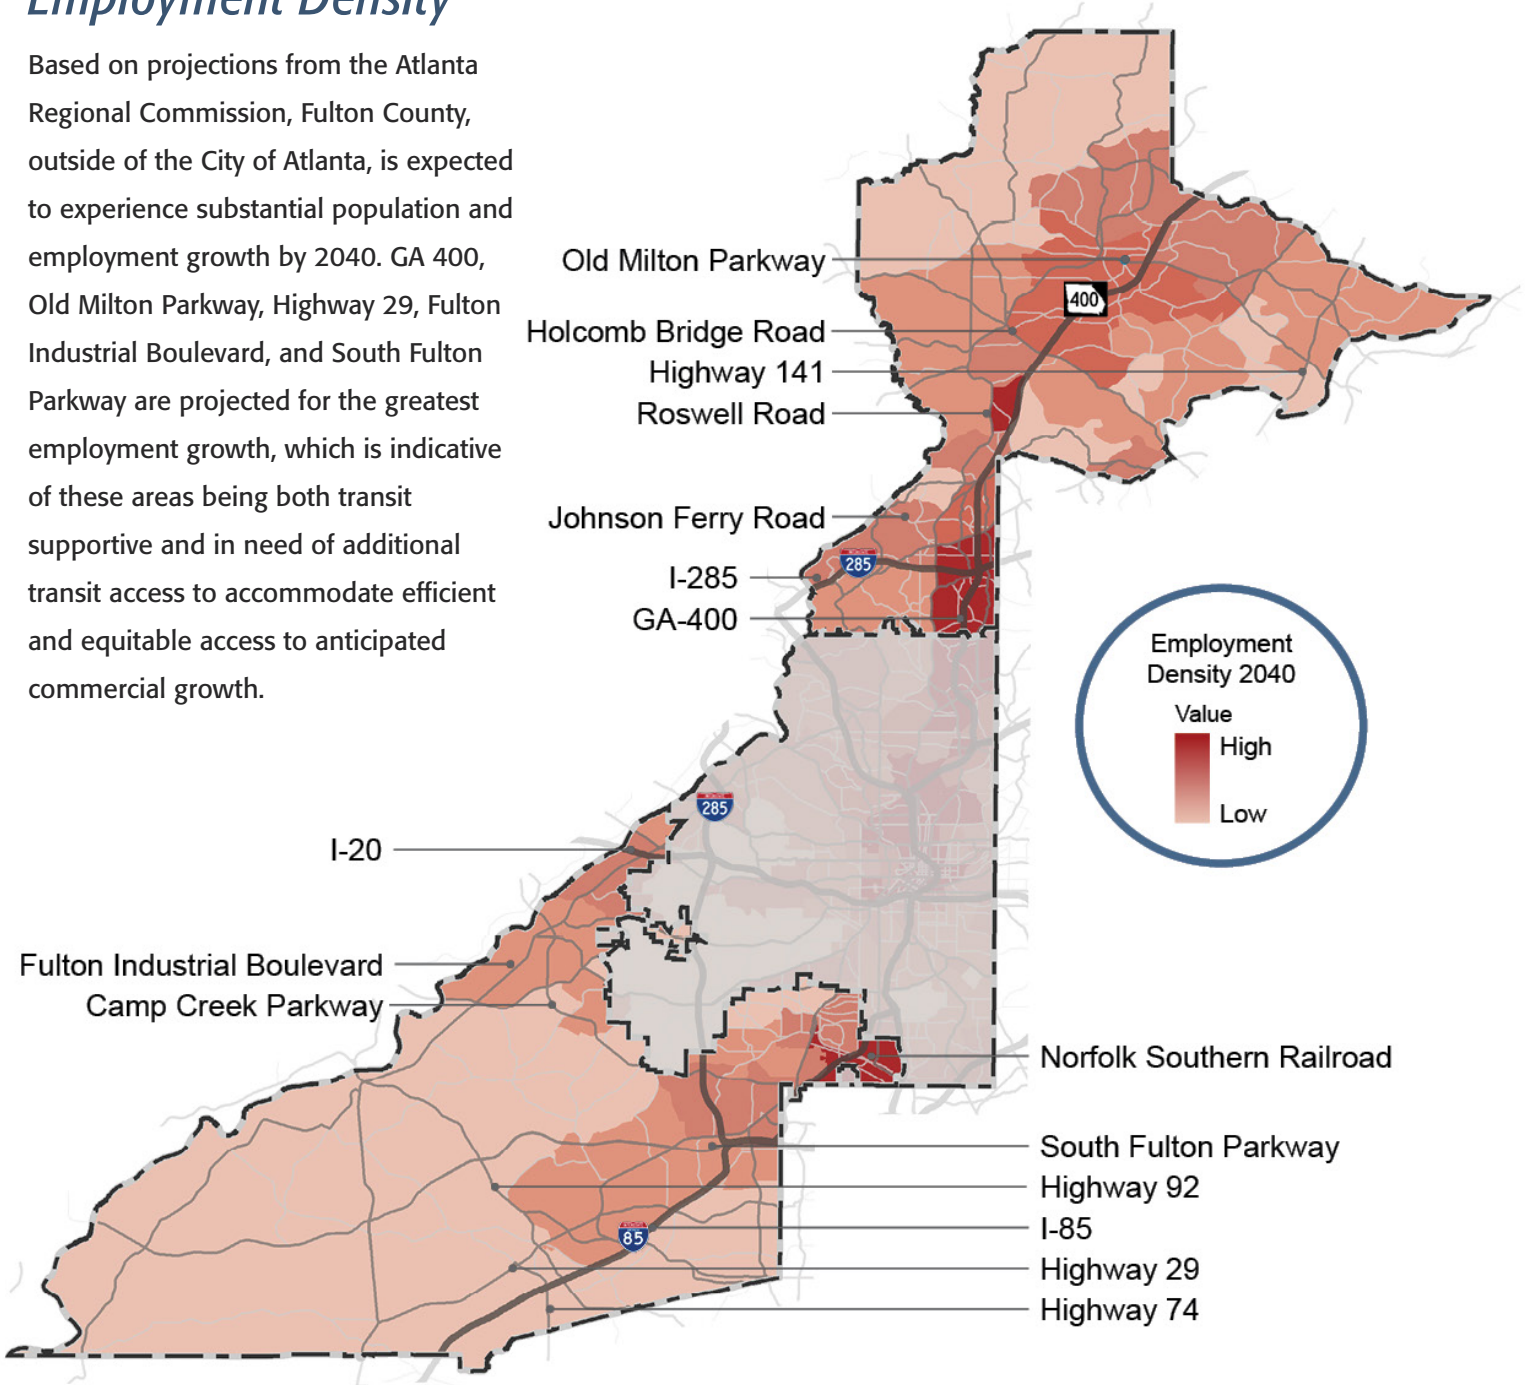 Employment Density
Based on projections from the Atlanta
Regional Commission, Fulton County,
outside of the City of Atlanta, is expected
to experience substantial population and
employment growth by 2040. GA 400,
Old Milton Parkway, Highway 29, Fulton
Industrial Boulevard, and South Fulton
Parkway are projected for the greatest
employment growth, which is indicative
of these areas being both transit
supportive and in need of additional
transit access to accommodate efficient
and equitable access to anticipated
commercial growth.
Old Milton Parkway
400
Holcomb Bridge Road
Highway 141
Roswell Road
Johnson Ferry Road
285
I-285
GA-400
Employment
Density 2040
Value
High
Low
285
I-20
Fulton Industrial Boulevard
Camp Creek Parkway
Norfolk Southern Railroad
South Fulton Parkway
Highway 92
I-85
85
Highway 29
Highway 74